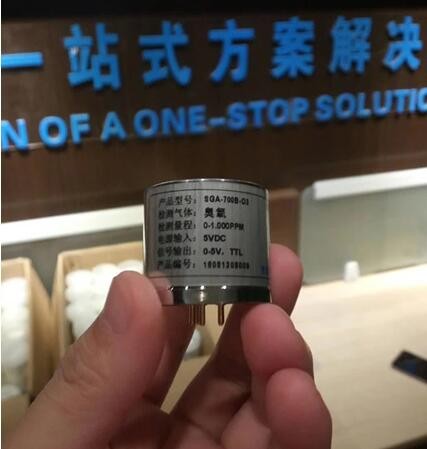 一站式方案解决
N OF A ONE-STOP SOLUTION
产品型号: SGA-700B-O3
检测气体: 臭氧
检测量程: 0-1.000PPM
电源输入: 5VDC
信号输出: 0-5V, TTL
产品编号: 16081308009